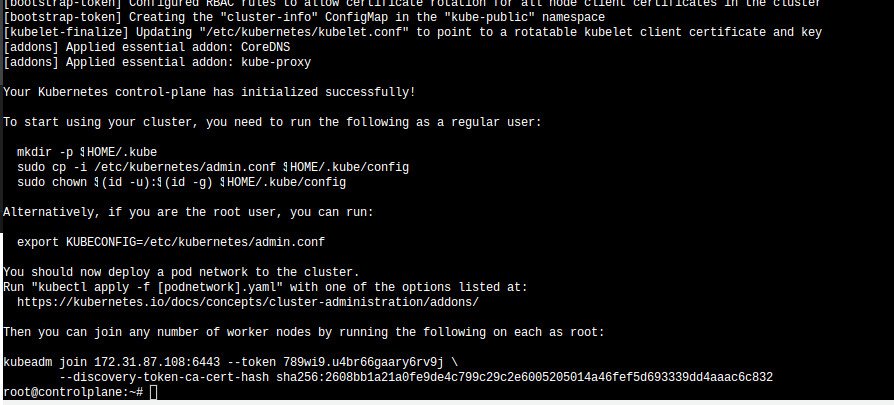 [bootstrap-token] Configured RBAC rules to allow certificate rotation for all node client certificates in the cluster
[bootstrap-token] Creating the "cluster-info" ConfigMap in the "kube-public" namespace
[kubelet-finalize] Updating "/etc/kubernetes/kubelet.conf" to point to a rotatable kubelet client certificate and key
[addons] Applied essential addon: CoreDNS
[addons] Applied essential addon: kube-proxy
Your Kubernetes control-plane has initialized successfully!
To start using your cluster, you need to run the following as a regular user:
mkdir -p $HOME/.kube
sudo cp -i /etc/kubernetes/admin.conf $HOME/.kube/config
sudo chown $(id -u):$(id -g) $HOME/.kube/config
Alternatively, if you are the root user, you can run:
export KUBECONFIG=/etc/kubernetes/admin.conf
You should now deploy a pod network to the cluster.
Run "kubectl apply -f [podnetwork].yaml" with one of the options listed at:
https://kubernetes.io/docs/concepts/cluster-administration/addons/
Then you can join any number of worker nodes by running the following on each as root:
kubeadm join 172.31.87.108:6443 --token 789wi9.u4br66gaary6rv9j \
--discovery-token-ca-cert-hash sha256:2608bb1a21a0fe9de4c799c29c2e6005205014a46fef5d693339dd4aaac6c832
root@controlplane:~#